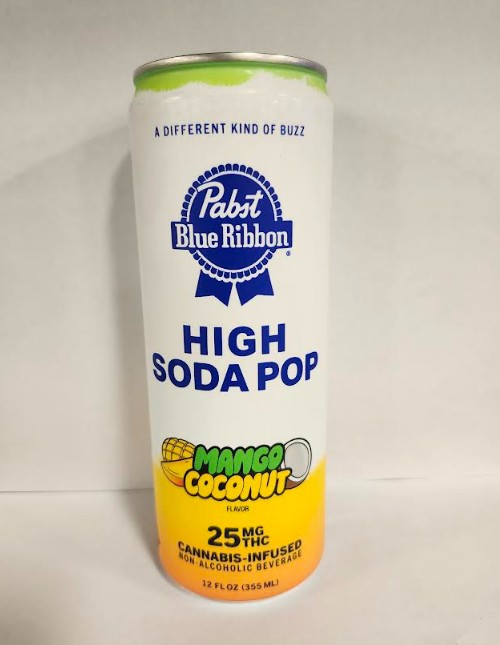 A DIFFERENT KIND OF BUZZ
Pabst
Blue Ribbon
®
HIGH
SODA POP
MANGO
COCONUT
FLAVOR
25 MG
THC
CANNABIS-INFUSED
NON-ALCOHOLIC BEVERAGE
12 FL OZ (355 ML)